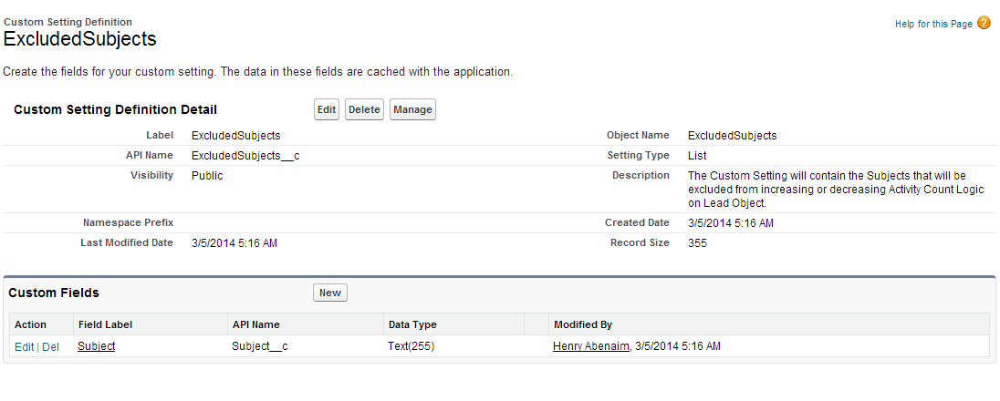 Custom Setting Definition
ExcludedSubjects
Help for this Page ?
Create the fields for your custom setting. The data in these fields are cached with the application.
Custom Setting Definition Detail Edit Delete Manage
Label ExcludedSubjects Object Name ExcludedSubjects
API Name ExcludedSubjects__c Setting Type List
Visibility Public Description The Custom Setting will contain the Subjects that will be
excluded from increasing or decreasing Activity Count Logic
on Lead Object.
Namespace Prefix Created Date 3/5/2014 5:16 AM
Last Modified Date 3/5/2014 5:16 AM Record Size 355
Custom Fields New
Action Field Label API Name Data Type Modified By
Edit | Del Subject Subject__c Text(255) Henry Abenaim, 3/5/2014 5:16 AM